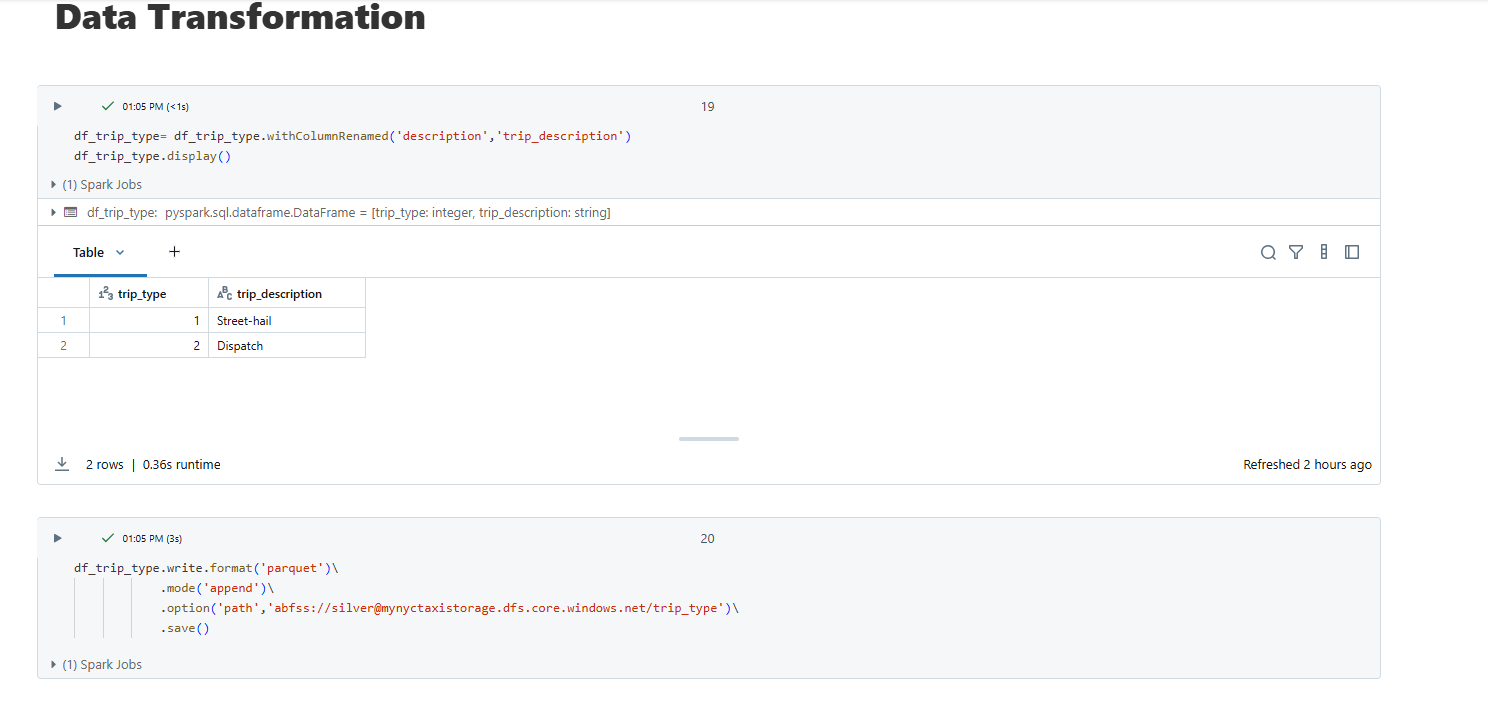 Data Transformation
01:05 PM (<1s)
19
df_trip_type= df_trip_type.withColumnRenamed('description','trip_description')
df_trip_type.display()
(1) Spark Jobs
df_trip_type: pyspark.sql.dataframe.DataFrame = [trip_type: integer, trip_description: string]
Table
+
123 trip_type ABC trip_description
1 1 Street-hail
2 2 Dispatch
2 rows | 0.36s runtime
Refreshed 2 hours ago
01:05 PM (3s)
20
df_trip_type.write.format('parquet')\
.mode('append')\
.option('path','abfss://silver@mynyctaxistorage.dfs.core.windows.net/trip_type')\
.save()
(1) Spark Jobs